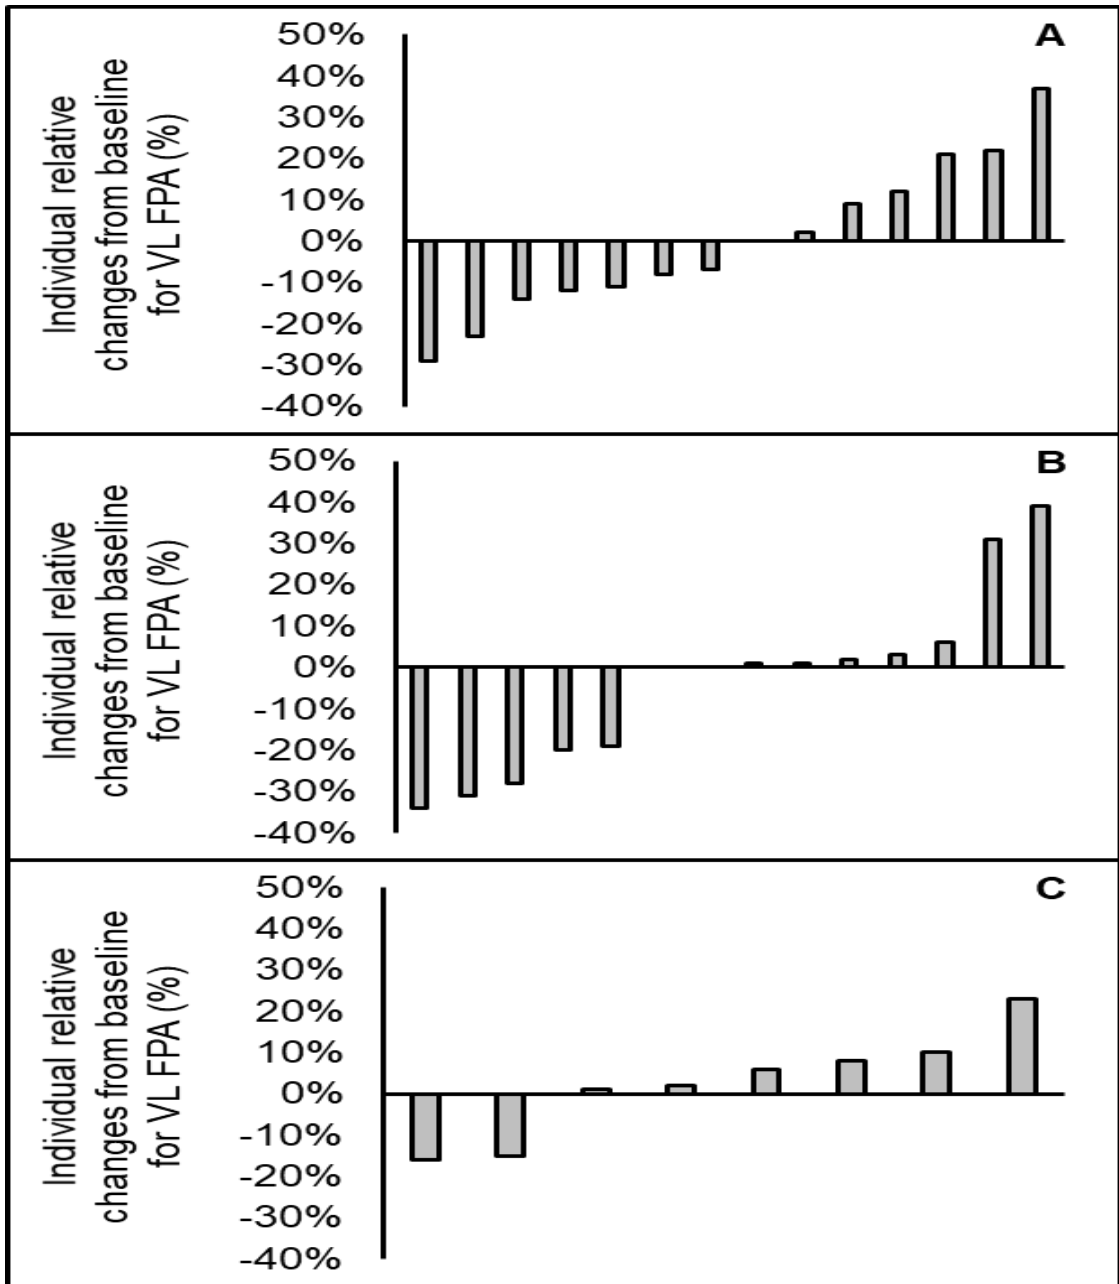 A
Individual relative
changes from baseline
for VL FPA (%)
50%
40%
30%
20%
10%
0%
-10%
-20%
-30%
-40%
B
Individual relative
changes from baseline
for VL FPA (%)
50%
40%
30%
20%
10%
0%
-10%
-20%
-30%
-40%
C
Individual relative
changes from baseline
for VL FPA (%)
50%
40%
30%
20%
10%
0%
-10%
-20%
-30%
-40%